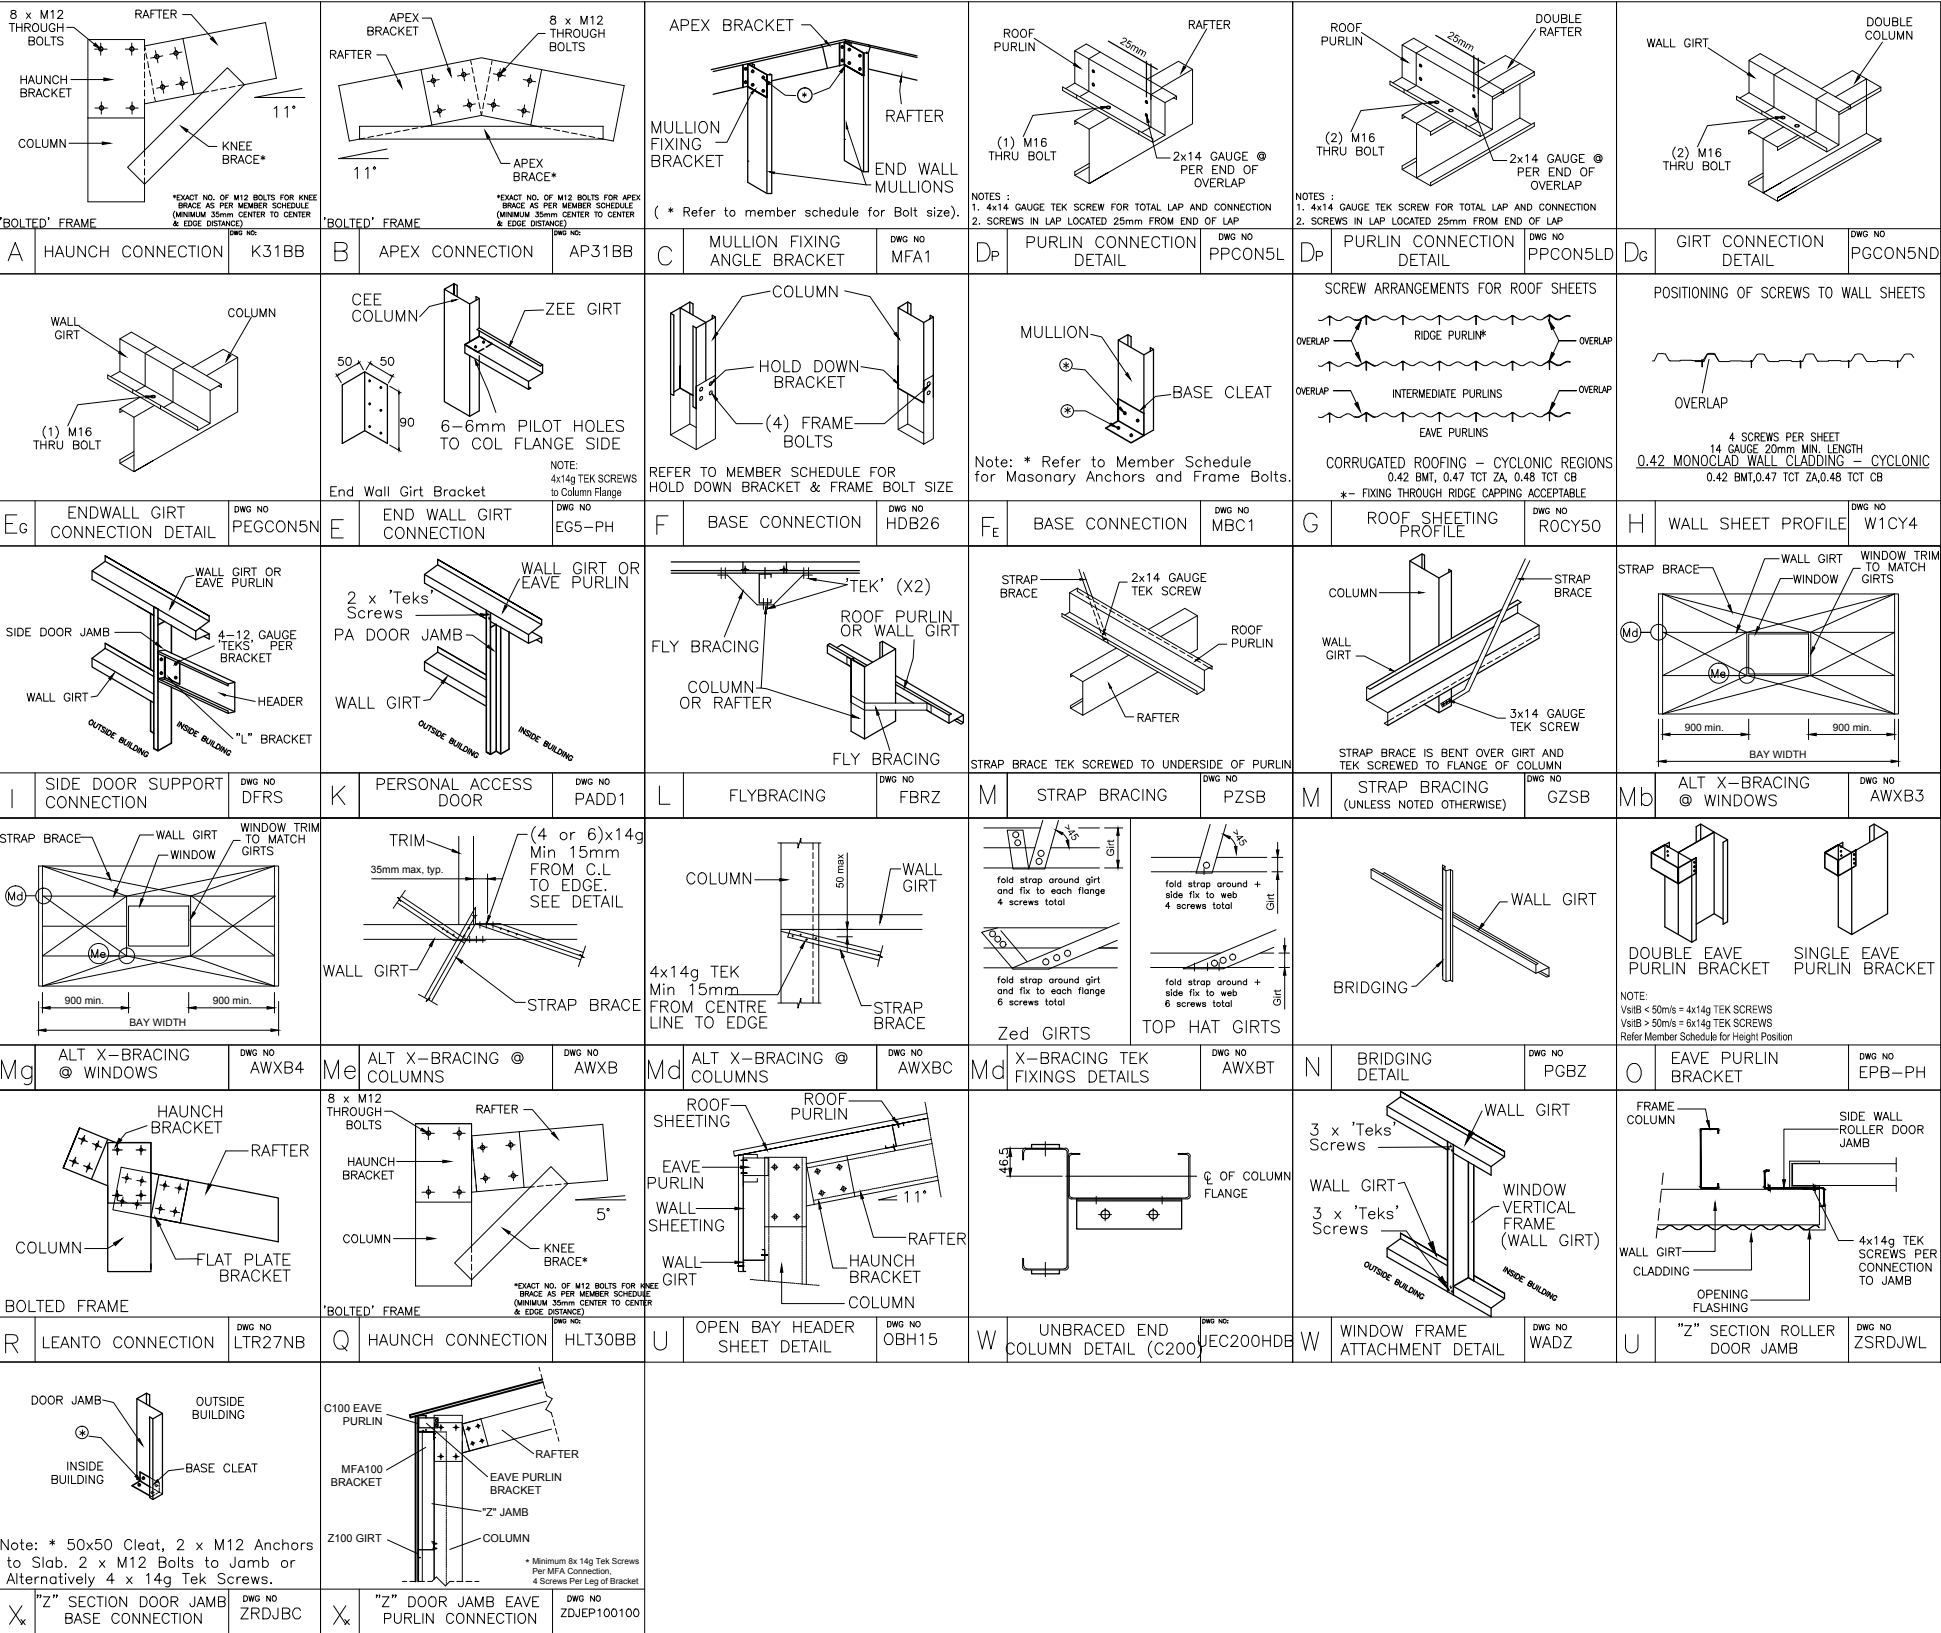 8 x M12
THROUGH
BOLTS
RAFTER
HAUNCH
BRACKET
COLUMN
11°
KNEE
BRACE*
*EXACT NO. OF M12 BOLTS FOR KNEE
BRACE AS PER MEMBER SCHEDULE
(MINIMUM 35mm CENTER TO CENTER
& EDGE DISTANCE)
'BOLTED' FRAME
A
HAUNCH CONNECTION
DWG NO:
K31BB
APEX
BRACKET
8 x M12
THROUGH
BOLTS
RAFTER
11°
APEX
BRACE*
*EXACT NO. OF M12 BOLTS FOR APEX
BRACE AS PER MEMBER SCHEDULE
(MINIMUM 35mm CENTER TO CENTER
& EDGE DISTANCE)
'BOLTED' FRAME
B
APEX CONNECTION
DWG NO:
AP31BB
APEX BRACKET
*
RAFTER
MULLION
FIXING
BRACKET
END WALL
MULLIONS
( * Refer to member schedule for Bolt size).
C
MULLION FIXING
ANGLE BRACKET
DWG NO
MFA1
ROOF
PURLIN
25mm
RAFTER
(1) M16
THRU BOLT
2x14 GAUGE @
PER END OF
OVERLAP
NOTES :
1. 4x14 GAUGE TEK SCREW FOR TOTAL LAP AND CONNECTION
2. SCREWS IN LAP LOCATED 25mm FROM END OF LAP
DP
PURLIN CONNECTION
DETAIL
DWG NO
PPCON5L
ROOF
PURLIN
25mm
DOUBLE
RAFTER
(2) M16
THRU BOLT
2x14 GAUGE @
PER END OF
OVERLAP
NOTES :
1. 4x14 GAUGE TEK SCREW FOR TOTAL LAP AND CONNECTION
2. SCREWS IN LAP LOCATED 25mm FROM END OF LAP
DP
PURLIN CONNECTION
DETAIL
DWG NO
PPCON5LD
WALL GIRT
DOUBLE
COLUMN
(2) M16
THRU BOLT
DG
GIRT CONNECTION
DETAIL
DWG NO
PGCON5ND
WALL
GIRT
COLUMN
(1) M16
THRU BOLT
EG
ENDWALL GIRT
CONNECTION DETAIL
DWG NO
PEGCON5N
CEE
COLUMN
ZEE GIRT
50
50
90
6-6mm PILOT HOLES
TO COL FLANGE SIDE
NOTE:
4x14g TEK SCREWS
to Column Flange
End Wall Girt Bracket
E
END WALL GIRT
CONNECTION
DWG NO
EG5-PH
COLUMN
HOLD DOWN
BRACKET
(4) FRAME
BOLTS
REFER TO MEMBER SCHEDULE FOR
HOLD DOWN BRACKET & FRAME BOLT SIZE
F
BASE CONNECTION
DWG NO
HDB26
MULLION
*
*
BASE CLEAT
Note: * Refer to Member Schedule
for Masonary Anchors and Frame Bolts.
FE
BASE CONNECTION
DWG NO
MBC1
SCREW ARRANGEMENTS FOR ROOF SHEETS
OVERLAP
RIDGE PURLIN*
OVERLAP
OVERLAP
INTERMEDIATE PURLINS
OVERLAP
EAVE PURLINS
CORRUGATED ROOFING - CYCLONIC REGIONS
0.42 BMT, 0.47 TCT ZA, 0.48 TCT CB
*- FIXING THROUGH RIDGE CAPPING ACCEPTABLE
G
ROOF SHEETING
PROFILE
DWG NO
ROCY50
POSITIONING OF SCREWS TO WALL SHEETS
OVERLAP
4 SCREWS PER SHEET
14 GAUGE 20mm MIN. LENGTH
0.42 MONOCLAD WALL CLADDING - CYCLONIC
0.42 BMT,0.47 TCT ZA,0.48 TCT CB
H
WALL SHEET PROFILE
DWG NO
W1CY4
WALL GIRT OR
EAVE PURLIN
SIDE DOOR JAMB
4-12 GAUGE
'TEKS' PER
BRACKET
WALL GIRT
HEADER
OUTSIDE BUILDING
INSIDE BUILDING
"L" BRACKET
I
SIDE DOOR SUPPORT
CONNECTION
DWG NO
DFRS
WALL GIRT OR
EAVE PURLIN
2 x 'Teks'
Screws
PA DOOR JAMB
WALL GIRT
OUTSIDE BUILDING
INSIDE BUILDING
K
PERSONAL ACCESS
DOOR
DWG NO
PADD1
'TEK' (X2)
FLY BRACING
ROOF PURLIN
OR WALL GIRT
COLUMN
OR RAFTER
FLY BRACING
L
FLYBRACING
DWG NO
FBRZ
STRAP
BRACE
2x14 GAUGE
TEK SCREW
ROOF
PURLIN
RAFTER
STRAP BRACE TEK SCREWED TO UNDERSIDE OF PURLIN
M
STRAP BRACING
DWG NO
PZSB
COLUMN
STRAP
BRACE
WALL
GIRT
3x14 GAUGE
TEK SCREW
STRAP BRACE IS BENT OVER GIRT AND
TEK SCREWED TO FLANGE OF COLUMN
M
STRAP BRACING
(UNLESS NOTED OTHERWISE)
DWG NO
GZSB
STRAP BRACE
WALL GIRT
WINDOW
WINDOW TRIM
TO MATCH
GIRTS
Md
Me
900 min.
900 min.
BAY WIDTH
Mb
ALT X-BRACING
@ WINDOWS
DWG NO
AWXB3
STRAP BRACE
WALL GIRT
WINDOW
WINDOW TRIM
TO MATCH
GIRTS
Md
Me
900 min.
900 min.
BAY WIDTH
Mg
ALT X-BRACING
@ WINDOWS
DWG NO
AWXB4
TRIM
35mm max, typ.
(4 or 6)x14g
Min 15mm
FROM C.L
TO EDGE.
SEE DETAIL
WALL GIRT
STRAP BRACE
Me
ALT X-BRACING @
COLUMNS
DWG NO
AWXB
COLUMN
50 max
WALL
GIRT
4x14g TEK
Min 15mm
FROM CENTRE
LINE TO EDGE
STRAP
BRACE
Md
ALT X-BRACING @
COLUMNS
DWG NO
AWXBC
>45
Girt
fold strap around girt
and fix to each flange
4 screws total
fold strap around girt
and fix to each flange
6 screws total
Zed GIRTS
>45
Girt
fold strap around +
side fix to web
4 screws total
Girt
fold strap around +
side fix to web
6 screws total
TOP HAT GIRTS
Md
X-BRACING TEK
FIXINGS DETAILS
DWG NO
AWXBT
WALL GIRT
BRIDGING
N
BRIDGING
DETAIL
DWG NO
PGBZ
DOUBLE EAVE
PURLIN BRACKET
SINGLE EAVE
PURLIN BRACKET
NOTE:
VsitB < 50m/s = 4x14g TEK SCREWS
VsitB > 50m/s = 6x14g TEK SCREWS
Refer Member Schedule for Height Position
O
EAVE PURLIN
BRACKET
DWG NO
EPB-PH
HAUNCH
BRACKET
RAFTER
COLUMN
FLAT PLATE
BRACKET
BOLTED FRAME
R
LEANTO CONNECTION
DWG NO
LTR27NB
8 x M12
THROUGH
BOLTS
RAFTER
HAUNCH
BRACKET
5°
COLUMN
KNEE
BRACE*
*EXACT NO. OF M12 BOLTS FOR KNEE
BRACE AS PER MEMBER SCHEDULE
(MINIMUM 35mm CENTER TO CENTER
& EDGE DISTANCE)
'BOLTED' FRAME
Q
HAUNCH CONNECTION
DWG NO:
HLT30BB
ROOF
SHEETING
ROOF
PURLIN
EAVE
PURLIN
11°
WALL
SHEETING
RAFTER
WALL
GIRT
HAUNCH
BRACKET
COLUMN
U
OPEN BAY HEADER
SHEET DETAIL
DWG NO
OBH15
46.5
℄ OF COLUMN
FLANGE
W
UNBRACED END
COLUMN DETAIL (C200)
DWG NO:
UEC200HDB
WALL GIRT
3 x 'Teks'
Screws
WALL GIRT
3 x 'Teks'
Screws
WINDOW
VERTICAL
FRAME
(WALL GIRT)
OUTSIDE BUILDING
INSIDE BUILDING
W
WINDOW FRAME
ATTACHMENT DETAIL
DWG NO
WADZ
FRAME
COLUMN
SIDE WALL
ROLLER DOOR
JAMB
WALL GIRT
CLADDING
4x14g TEK
SCREWS PER
CONNECTION
TO JAMB
OPENING
FLASHING
U
"Z" SECTION ROLLER
DOOR JAMB
DWG NO
ZSRDJWL
DOOR JAMB
OUTSIDE
BUILDING
*
INSIDE
BUILDING
BASE CLEAT
Note: * 50x50 Cleat, 2 x M12 Anchors
to Slab. 2 x M12 Bolts to Jamb or
Alternatively 4 x 14g Tek Screws.
Xx
"Z" SECTION DOOR JAMB
BASE CONNECTION
DWG NO
ZRDJBC
C100 EAVE
PURLIN
RAFTER
MFA100
BRACKET
EAVE PURLIN
BRACKET
"Z" JAMB
Z100 GIRT
COLUMN
* Minimum 8x 14g Tek Screws
Per MFA Connection,
4 Screws Per Leg of Bracket
Xx
"Z" DOOR JAMB EAVE
PURLIN CONNECTION
DWG NO
ZDJEP100100